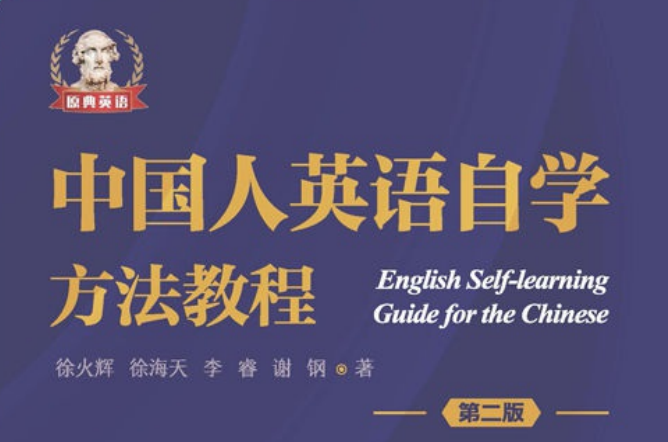 原典英语
中国人英语自学
方法教程
English Self-learning
Guide for the Chinese
徐火辉 徐海天 李 睿 谢 钢 著
第二版